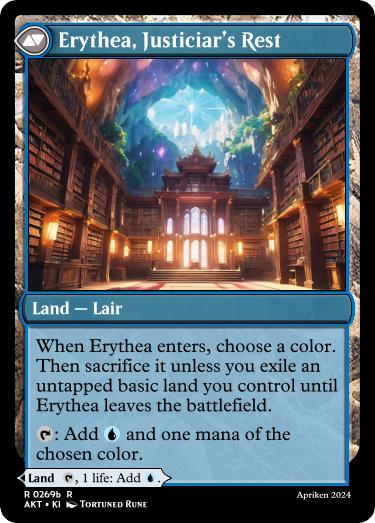 Erythea, Justiciar's Rest
Land — Lair
When Erythea enters, choose a color.
Then sacrifice it unless you exile an
untapped basic land you control until
Erythea leaves the battlefield.
: Add and one mana of the
chosen color.
Land , 1 life: Add .
R 0269b R
AKT • KI Tortured Rune
Apriken 2024